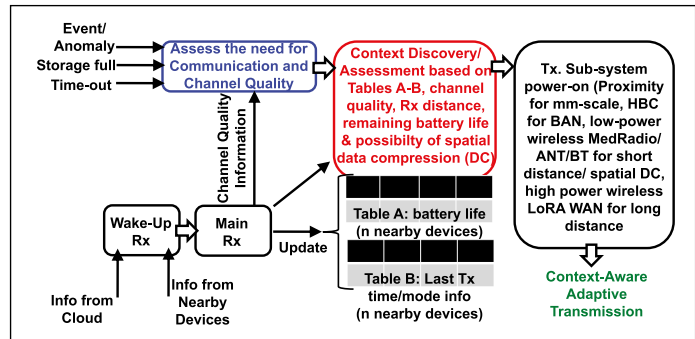 Event/
Anomaly
Storage full
Time-out
Assess the need for
Communication and
Channel Quality
Context Discovery/
Assessment based on
Tables A-B, channel
quality, Rx distance,
remaining battery life
& possibilty of spatial
data compression (DC)
Tx. Sub-system
power-on (Proximity
for mm-scale, HBC
for BAN, low-power
wireless MedRadio/
ANT/BT for short
distance/ spatial DC,
high power wireless
LoRA WAN for long
distance
Channel Quality
Information
Wake-Up
Rx
Main
Rx
Update
Table A: battery life
(n nearby devices)
Table B: Last Tx
time/mode info
(n nearby devices)
Info from
Cloud
Info from
Nearby
Devices
Context-Aware
Adaptive
Transmission